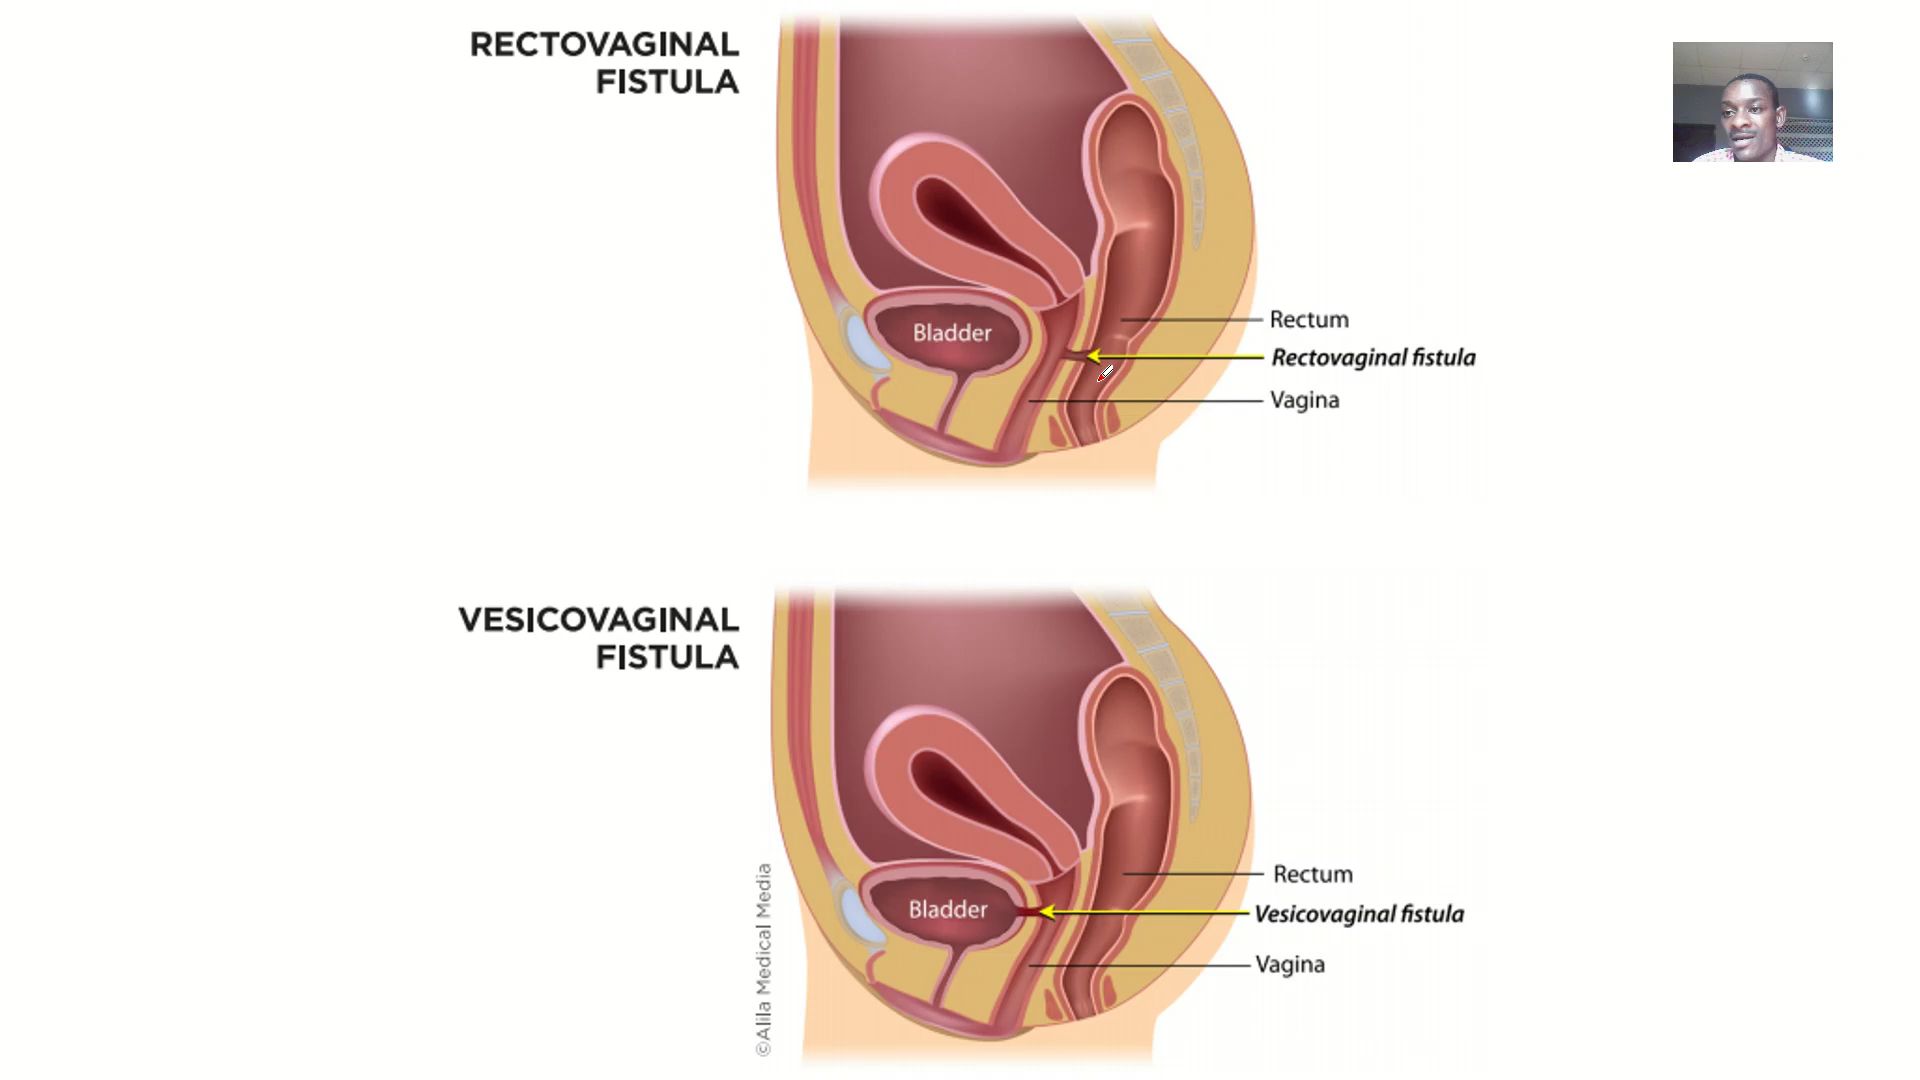 RECTOVAGINAL
FISTULA
Bladder
Rectum
Rectovaginal fistula
Vagina
VESICOVAGINAL
FISTULA
Bladder
Rectum
Vesicovaginal fistula
Vagina
©Alila Medical Media